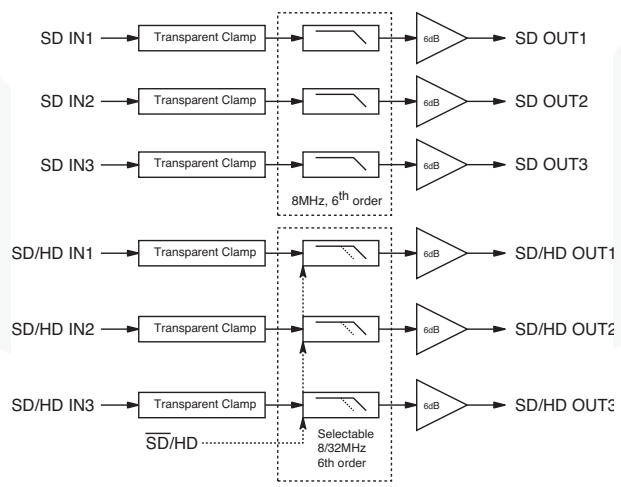 SD IN1 Transparent Clamp 6dB SD OUT1
SD IN2 Transparent Clamp 6dB SD OUT2
SD IN3 Transparent Clamp 6dB SD OUT3
8MHz, 6th order
SD/HD IN1 Transparent Clamp 6dB SD/HD OUT1
SD/HD IN2 Transparent Clamp 6dB SD/HD OUT2
SD/HD IN3 Transparent Clamp 6dB SD/HD OUT3
S̅D̅/HD
Selectable
8/32MHz
6th order